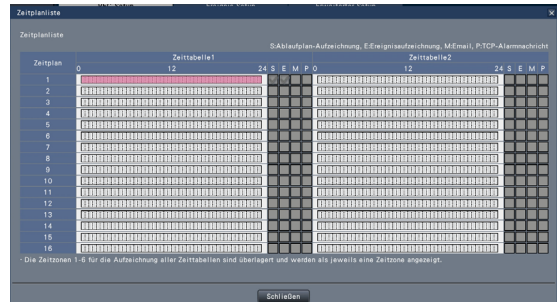 Zeitplanliste
Zeitplanliste
S:Ablaufplan-Aufzeichnung, E:Ereignisaufzeichnung, M:Email, P:TCP-Alarmnachricht
Zeitplan Zeittabelle1 Zeittabelle2
0 12 24 S E M P 0 12 24 S E M P
1
2
3
4
5
6
7
8
9
10
11
12
13
14
15
16
· Die Zeitzonen 1-6 für die Aufzeichnung aller Zeittabellen sind überlagert und werden als jeweils eine Zeitzone angezeigt.
Schließen